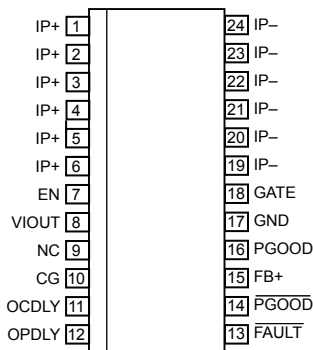 IP+ 1
IP+ 2
IP+ 3
IP+ 4
IP+ 5
IP+ 6
EN 7
VIOUT 8
NC 9
CG 10
OCDLY 11
OPDLY 12
24 IP–
23 IP–
22 IP–
21 IP–
20 IP–
19 IP–
18 GATE
17 GND
16 PGOOD
15 FB+
14 P̅G̅O̅O̅D̅
13 F̅A̅U̅L̅T̅